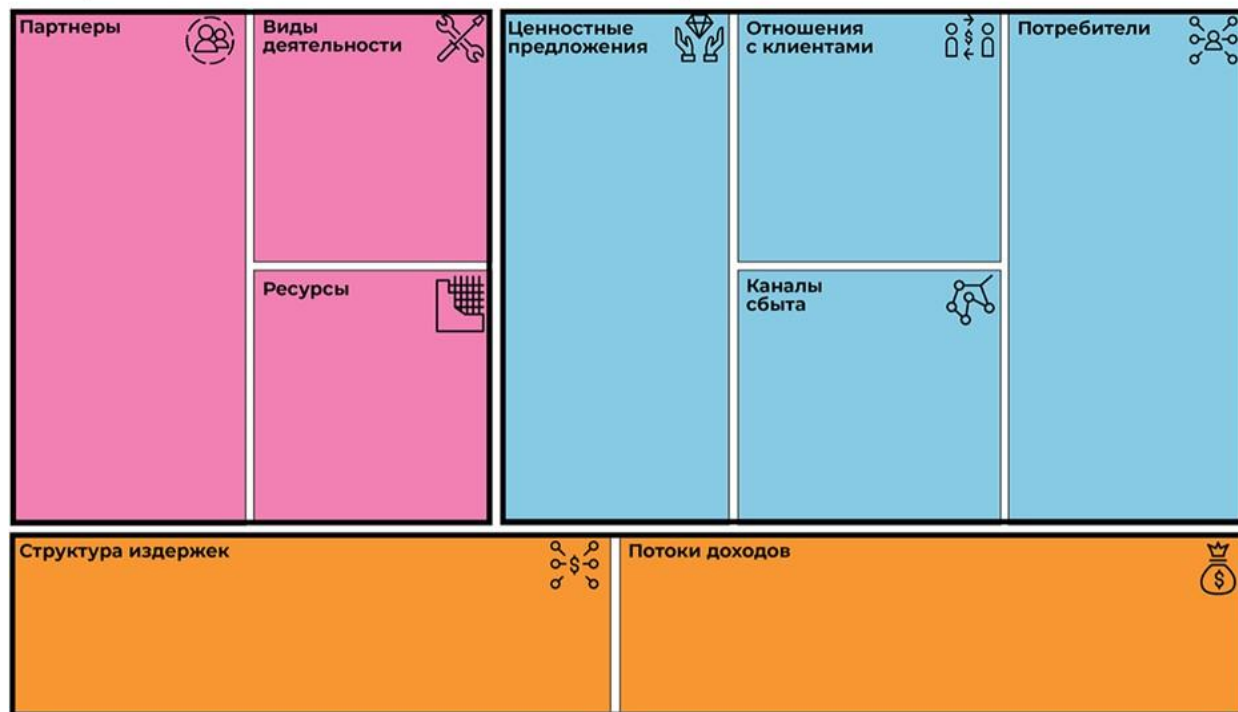 Партнеры
Виды
деятельности
Ресурсы
Ценностные
предложения
Отношения
с клиентами
Каналы
сбыта
Потребители
Структура издержек
Потоки доходов